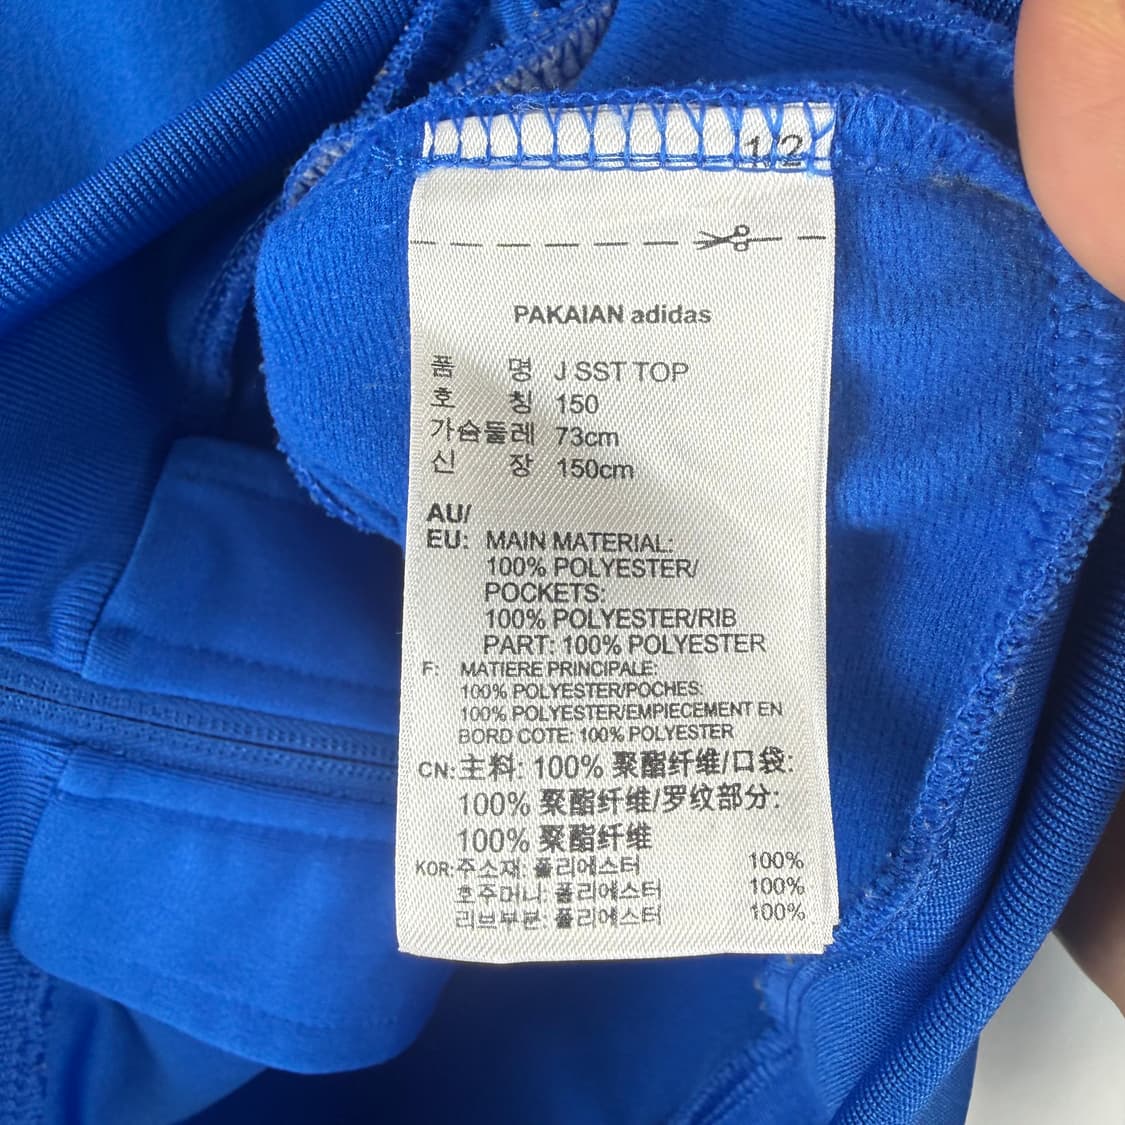 1/2
PAKAIAN adidas
품 명 J SST TOP
호 칭 150
가슴둘레 73cm
신 장 150cm
AU/
EU: MAIN MATERIAL:
100% POLYESTER/
POCKETS:
100% POLYESTER/RIB
PART: 100% POLYESTER
F: MATIERE PRINCIPALE:
100% POLYESTER/POCHES:
100% POLYESTER/EMPIECEMENT EN
BORD COTE: 100% POLYESTER
CN: 主料: 100% 聚酯纤维/口袋:
100% 聚酯纤维/罗纹部分:
100% 聚酯纤维
KOR: 주소재: 폴리에스터 100%
호주머니: 폴리에스터 100%
리브부분: 폴리에스터 100%